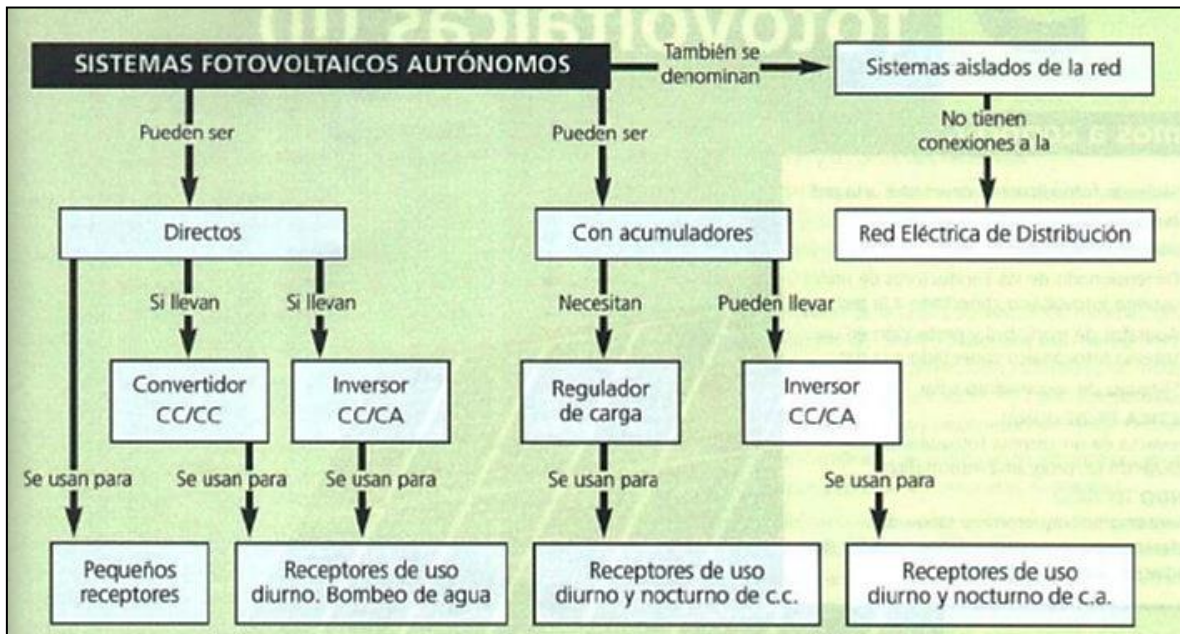 fotovoltaicas (II)
SISTEMAS FOTOVOLTAICOS AUTÓNOMOS
También se
denominan
Sistemas aislados de la red
Pueden ser
Pueden ser
No tienen
conexiones a la
Directos
Con acumuladores
Red Eléctrica de Distribución
Si llevan
Si llevan
Necesitan
Pueden llevar
Convertidor
CC/CC
Inversor
CC/CA
Regulador
de carga
Inversor
CC/CA
Se usan para
Se usan para
Se usan para
Se usan para
Se usan para
Pequeños
receptores
Receptores de uso
diurno. Bombeo de agua
Receptores de uso
diurno y nocturno de c.c.
Receptores de uso
diurno y nocturno de c.a.